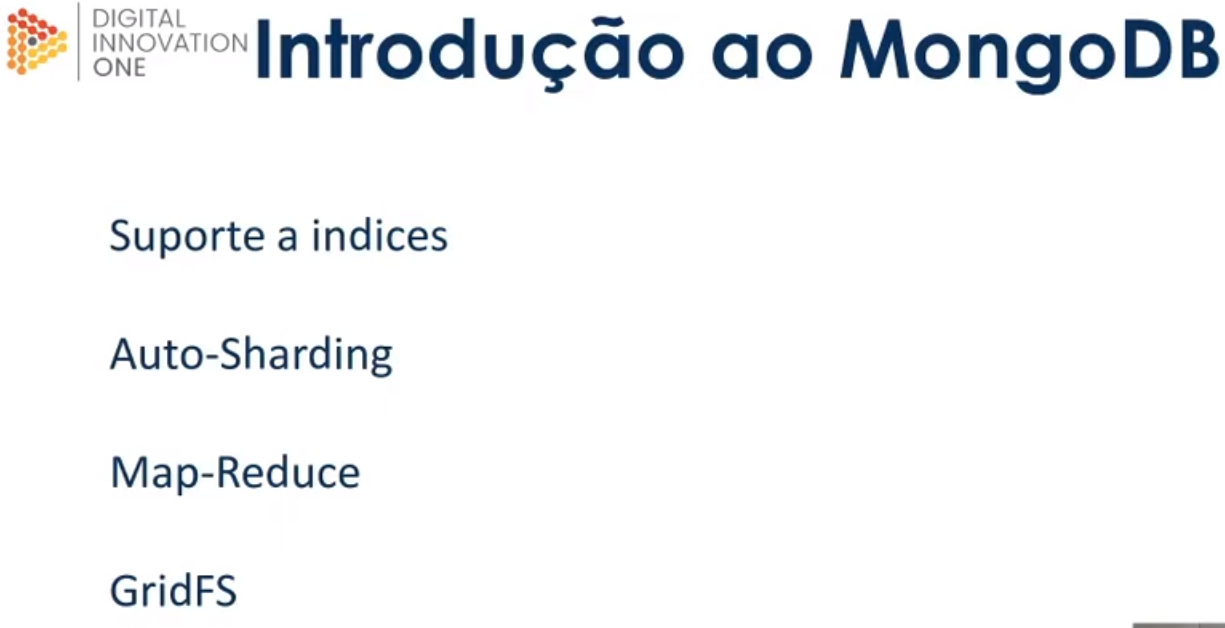 DIGITAL
INNOVATION
ONE
Introdução ao MongoDB
Suporte a indices
Auto-Sharding
Map-Reduce
GridFS